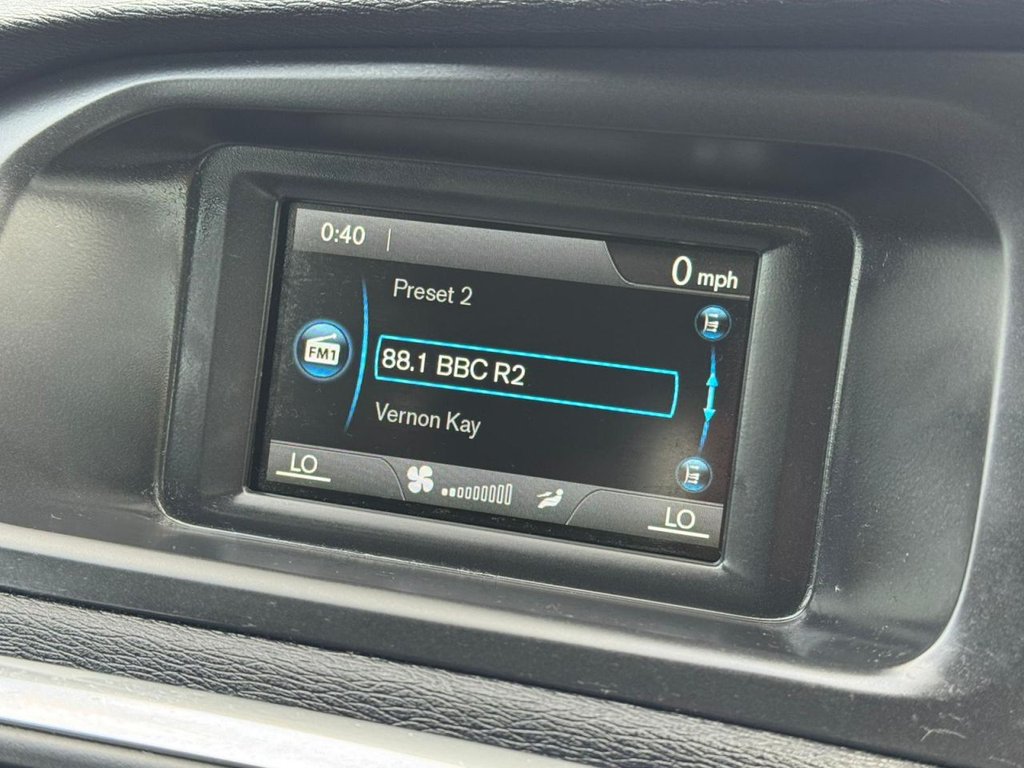 0:40
0 mph
Preset 2
FM1
88.1 BBC R2
Vernon Kay
LO
LO